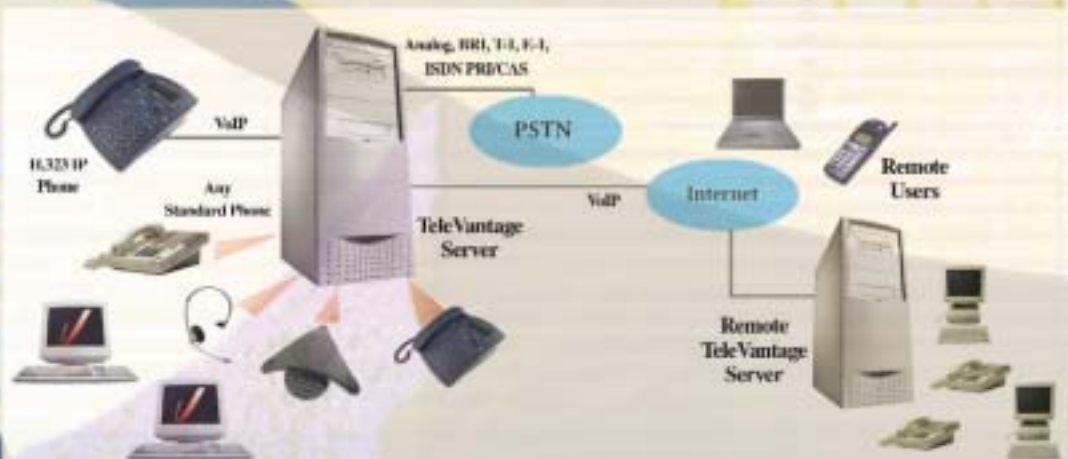 Analog, BRI, T-1, E-1,
ISDN PRI/CAS
PSTN
VoIP
H.323 IP
Phone
Any
Standard Phone
TeleVantage
Server
VoIP
Internet
Remote
Users
Remote
TeleVantage
Server